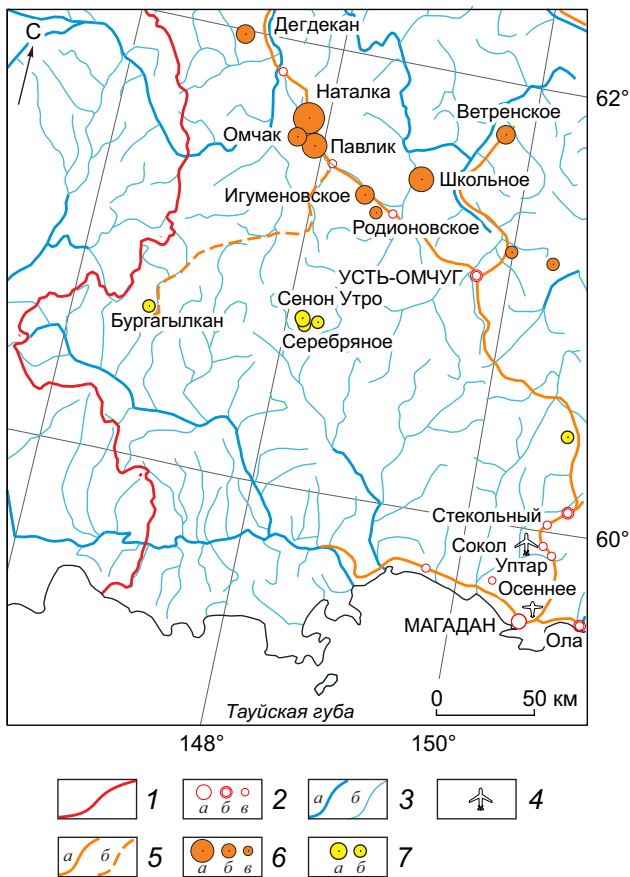 С
Дегдекан
62°
Наталка
Ветренское
Омчак
Павлик
Школьное
Игуменовское
Родионовское
УСТЬ-ОМЧУГ
Сенон Утро
Бургагылкан
Серебряное
Стекольный
60°
Сокол
Уптар
Осеннее
МАГАДАН
Ола
0 50 км
Тауйская губа
148° 150°
1 а б в 2 а б 3 4
а б 5 а б в 6 а б 7